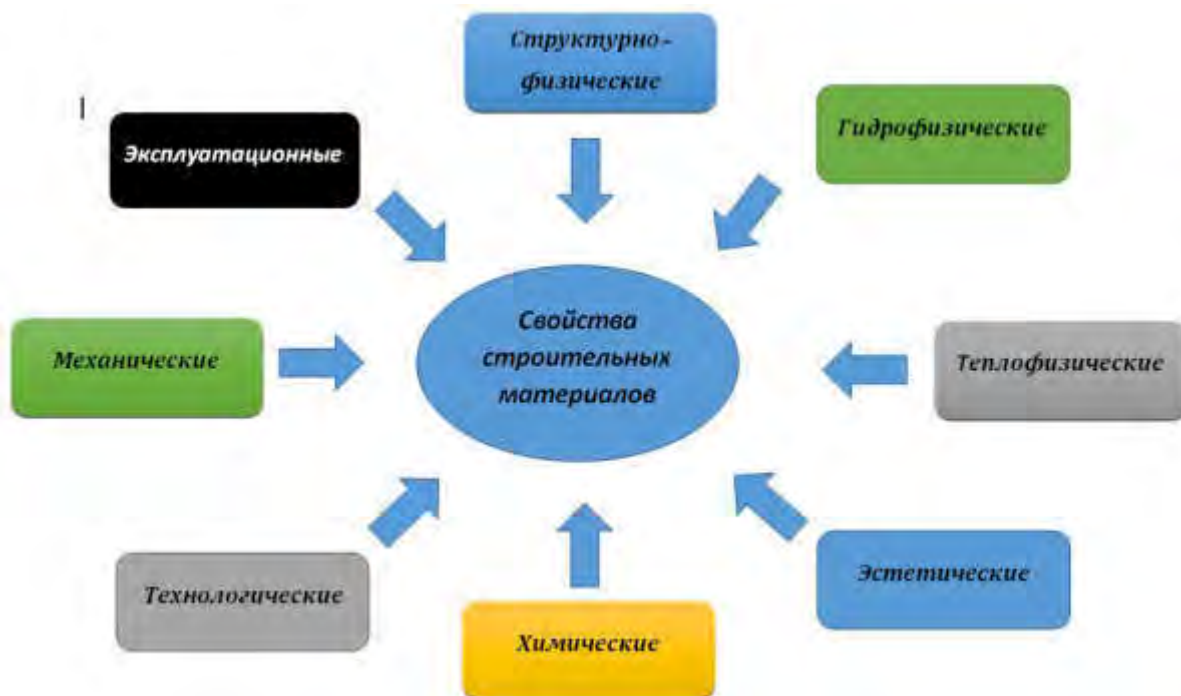 Структурно-
физические
Гидрофизические
Эксплуатационные
Свойства
строительных
материалов
Механические
Теплофизические
Технологические
Эстетические
Химические